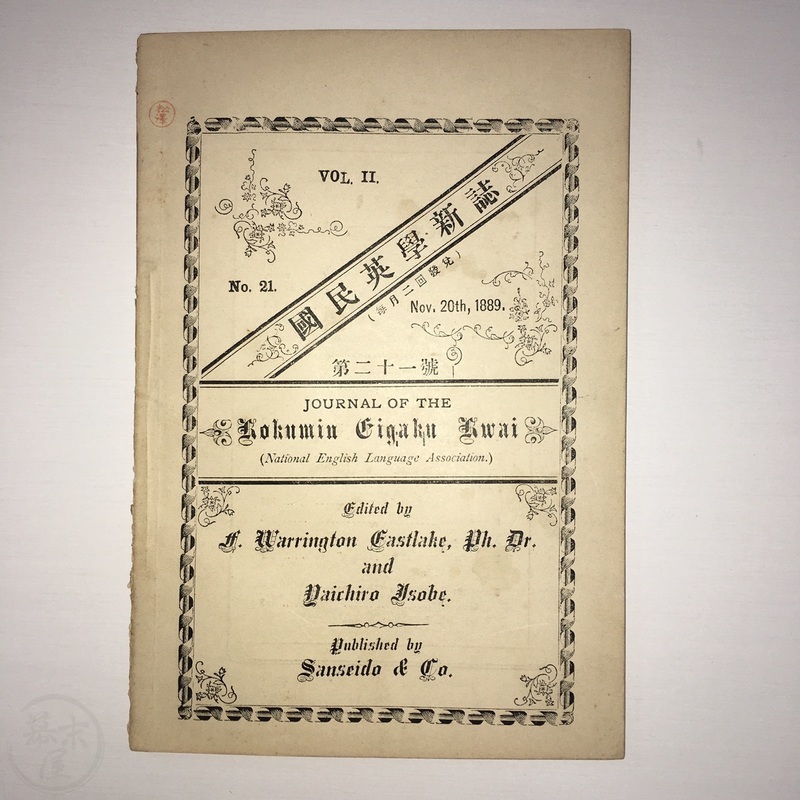 VOL. II.
國民英學新誌
(每月二回發兌)
No. 21.
Nov. 20th, 1889.
第二十一號
JOURNAL OF THE
Kokumin Eigaku Kwai
(National English Language Association.)
Edited by
F. Warrington Eastlake, Ph. Dr.
and
Yaichiro Isobe.
Published by
Sanseido & Co.